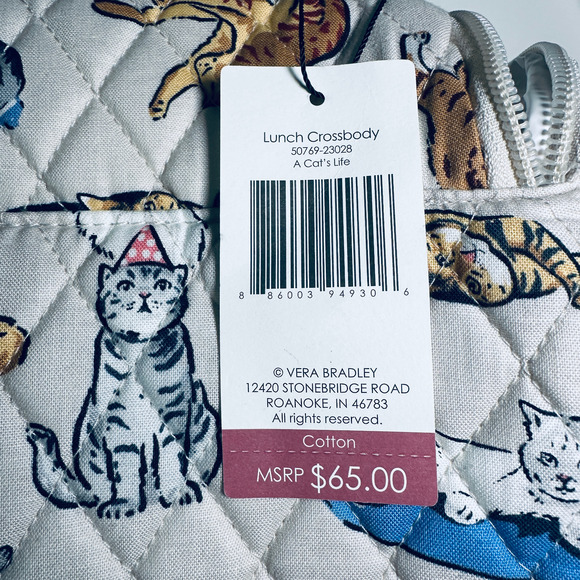 Lunch Crossbody
50769-23028
A Cat's Life
8 86003 94930 6
© VERA BRADLEY
12420 STONEBRIDGE ROAD
ROANOKE, IN 46783
All rights reserved.
Cotton
MSRP $65.00